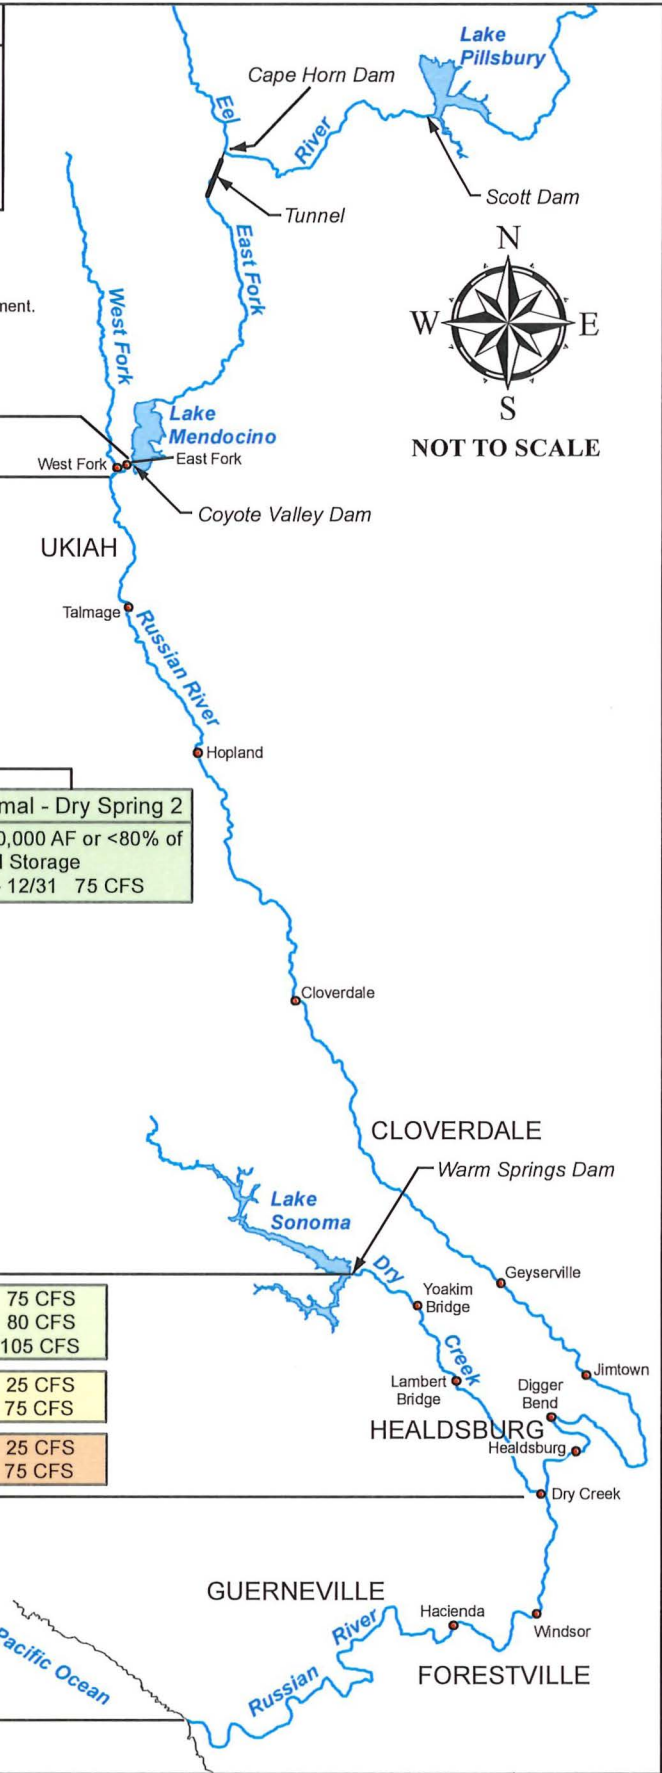 Lake
Pillsbury
Cape Horn Dam
Eel
River
Scott Dam
Tunnel
East Fork
N
W
E
S
NOT TO SCALE
ment.
West Fork
Lake
Mendocino
West Fork
East Fork
Coyote Valley Dam
UKIAH
Talmage
Russian River
Hopland
mal - Dry Spring 2
0,000 AF or <80% of
l Storage
- 12/31 75 CFS
Cloverdale
CLOVERDALE
Warm Springs Dam
Lake
Sonoma
Dry
Creek
Geyserville
Yoakim
Bridge
75 CFS
80 CFS
105 CFS
Jimtown
Lambert
Bridge
Digger
Bend
25 CFS
75 CFS
HEALDSBURG
Healdsburg
25 CFS
75 CFS
Dry Creek
GUERNEVILLE
Hacienda
Windsor
River
Russian
FORESTVILLE
Pacific Ocean